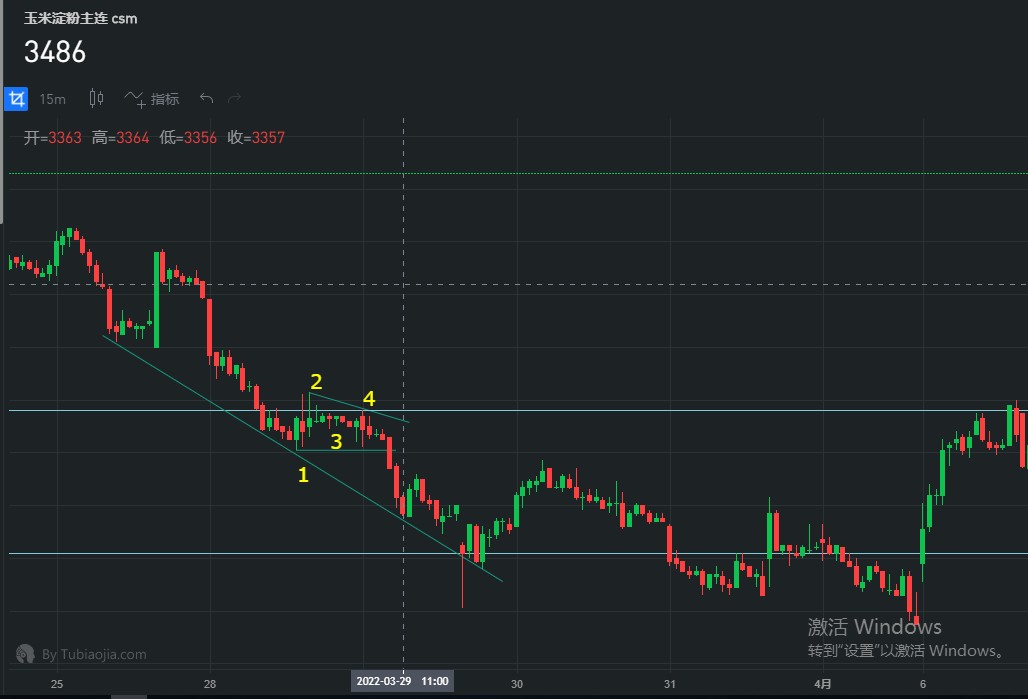 玉米淀粉主连 csm
3486
15m 指标
开=3363 高=3364 低=3356 收=3357
2
4
3
1
激活 Windows
转到"设置"以激活 Windows。
By Tubiaojia.com
25 28 2022-03-29 11:00 30 31 4月 6